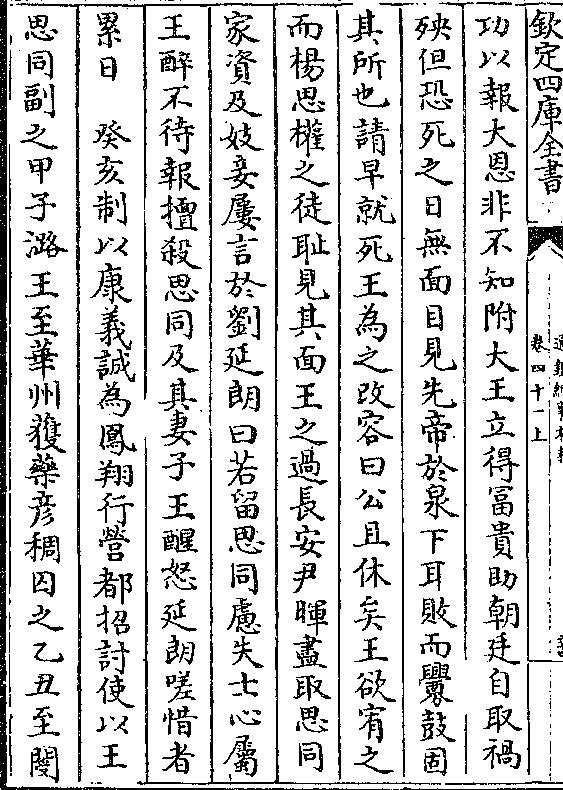 欽定四庫全書
通鑑紀事本末
卷四十一上
功以報大恩非不知附大王立得富貴助朝廷自取禍
殃但恐死之日無面目見先帝於泉下耳敗而釁鼓固
其所也請早就死王為之改容曰公且休矣王欲宥之
而楊思權之徒恥見其面王之過長安尹暉盡取思同
家資及妓妾屢言於劉延朗曰若留思同慮失士心屬
王醉不待報擅殺思同及其妻子王醒怒延朗嗟惜者
累日　癸亥制以康義誠為鳳翔行營都招討使以王
思同副之甲子潞王至華州獲藥彥稠囚之乙丑至閿